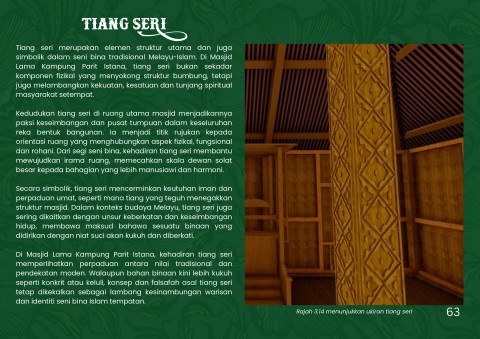 TIANG SERI
Tiang seri merupakan elemen struktur utama dan juga
simbolik dalam seni bina tradisional Melayu-Islam. Di Masjid
Lama Kampung Parit Istana, tiang seri bukan sekadar
komponen fizikal yang menyokong struktur bumbung, tetapi
juga melambangkan kekuatan, kesatuan dan tunjang spiritual
masyarakat setempat.
Kedudukan tiang seri di ruang utama masjid menjadikannya
paksi keseimbangan dan pusat tumpuan dalam keseluruhan
reka bentuk bangunan. Ia menjadi titik rujukan kepada
orientasi ruang yang menghubungkan aspek fizikal, fungsional
dan rohani. Dari segi seni bina, kehadiran tiang seri membantu
mewujudkan irama ruang, memecahkan skala dewan solat
besar kepada bahagian yang lebih manusiawi dan harmoni.
Secara simbolik, tiang seri mencerminkan keutuhan iman dan
perpaduan umat, seperti mana tiang yang teguh menegakkan
struktur masjid. Dalam konteks budaya Melayu, tiang seri juga
sering dikaitkan dengan unsur keberkatan dan keseimbangan
hidup, membawa maksud bahawa sesuatu binaan yang
didirikan dengan niat suci akan kukuh dan diberkati.
Di Masjid Lama Kampung Parit Istana, kehadiran tiang seri
memperlihatkan perpaduan antara nilai tradisional dan
pendekatan moden. Walaupun bahan binaan kini lebih kukuh
seperti konkrit atau keluli, konsep dan falsafah asal tiang seri
tetap dikekalkan sebagai lambang kesinambungan warisan
dan identiti seni bina Islam tempatan.
Rajah 3.14 menunjukkan ukiran tiang seri
63